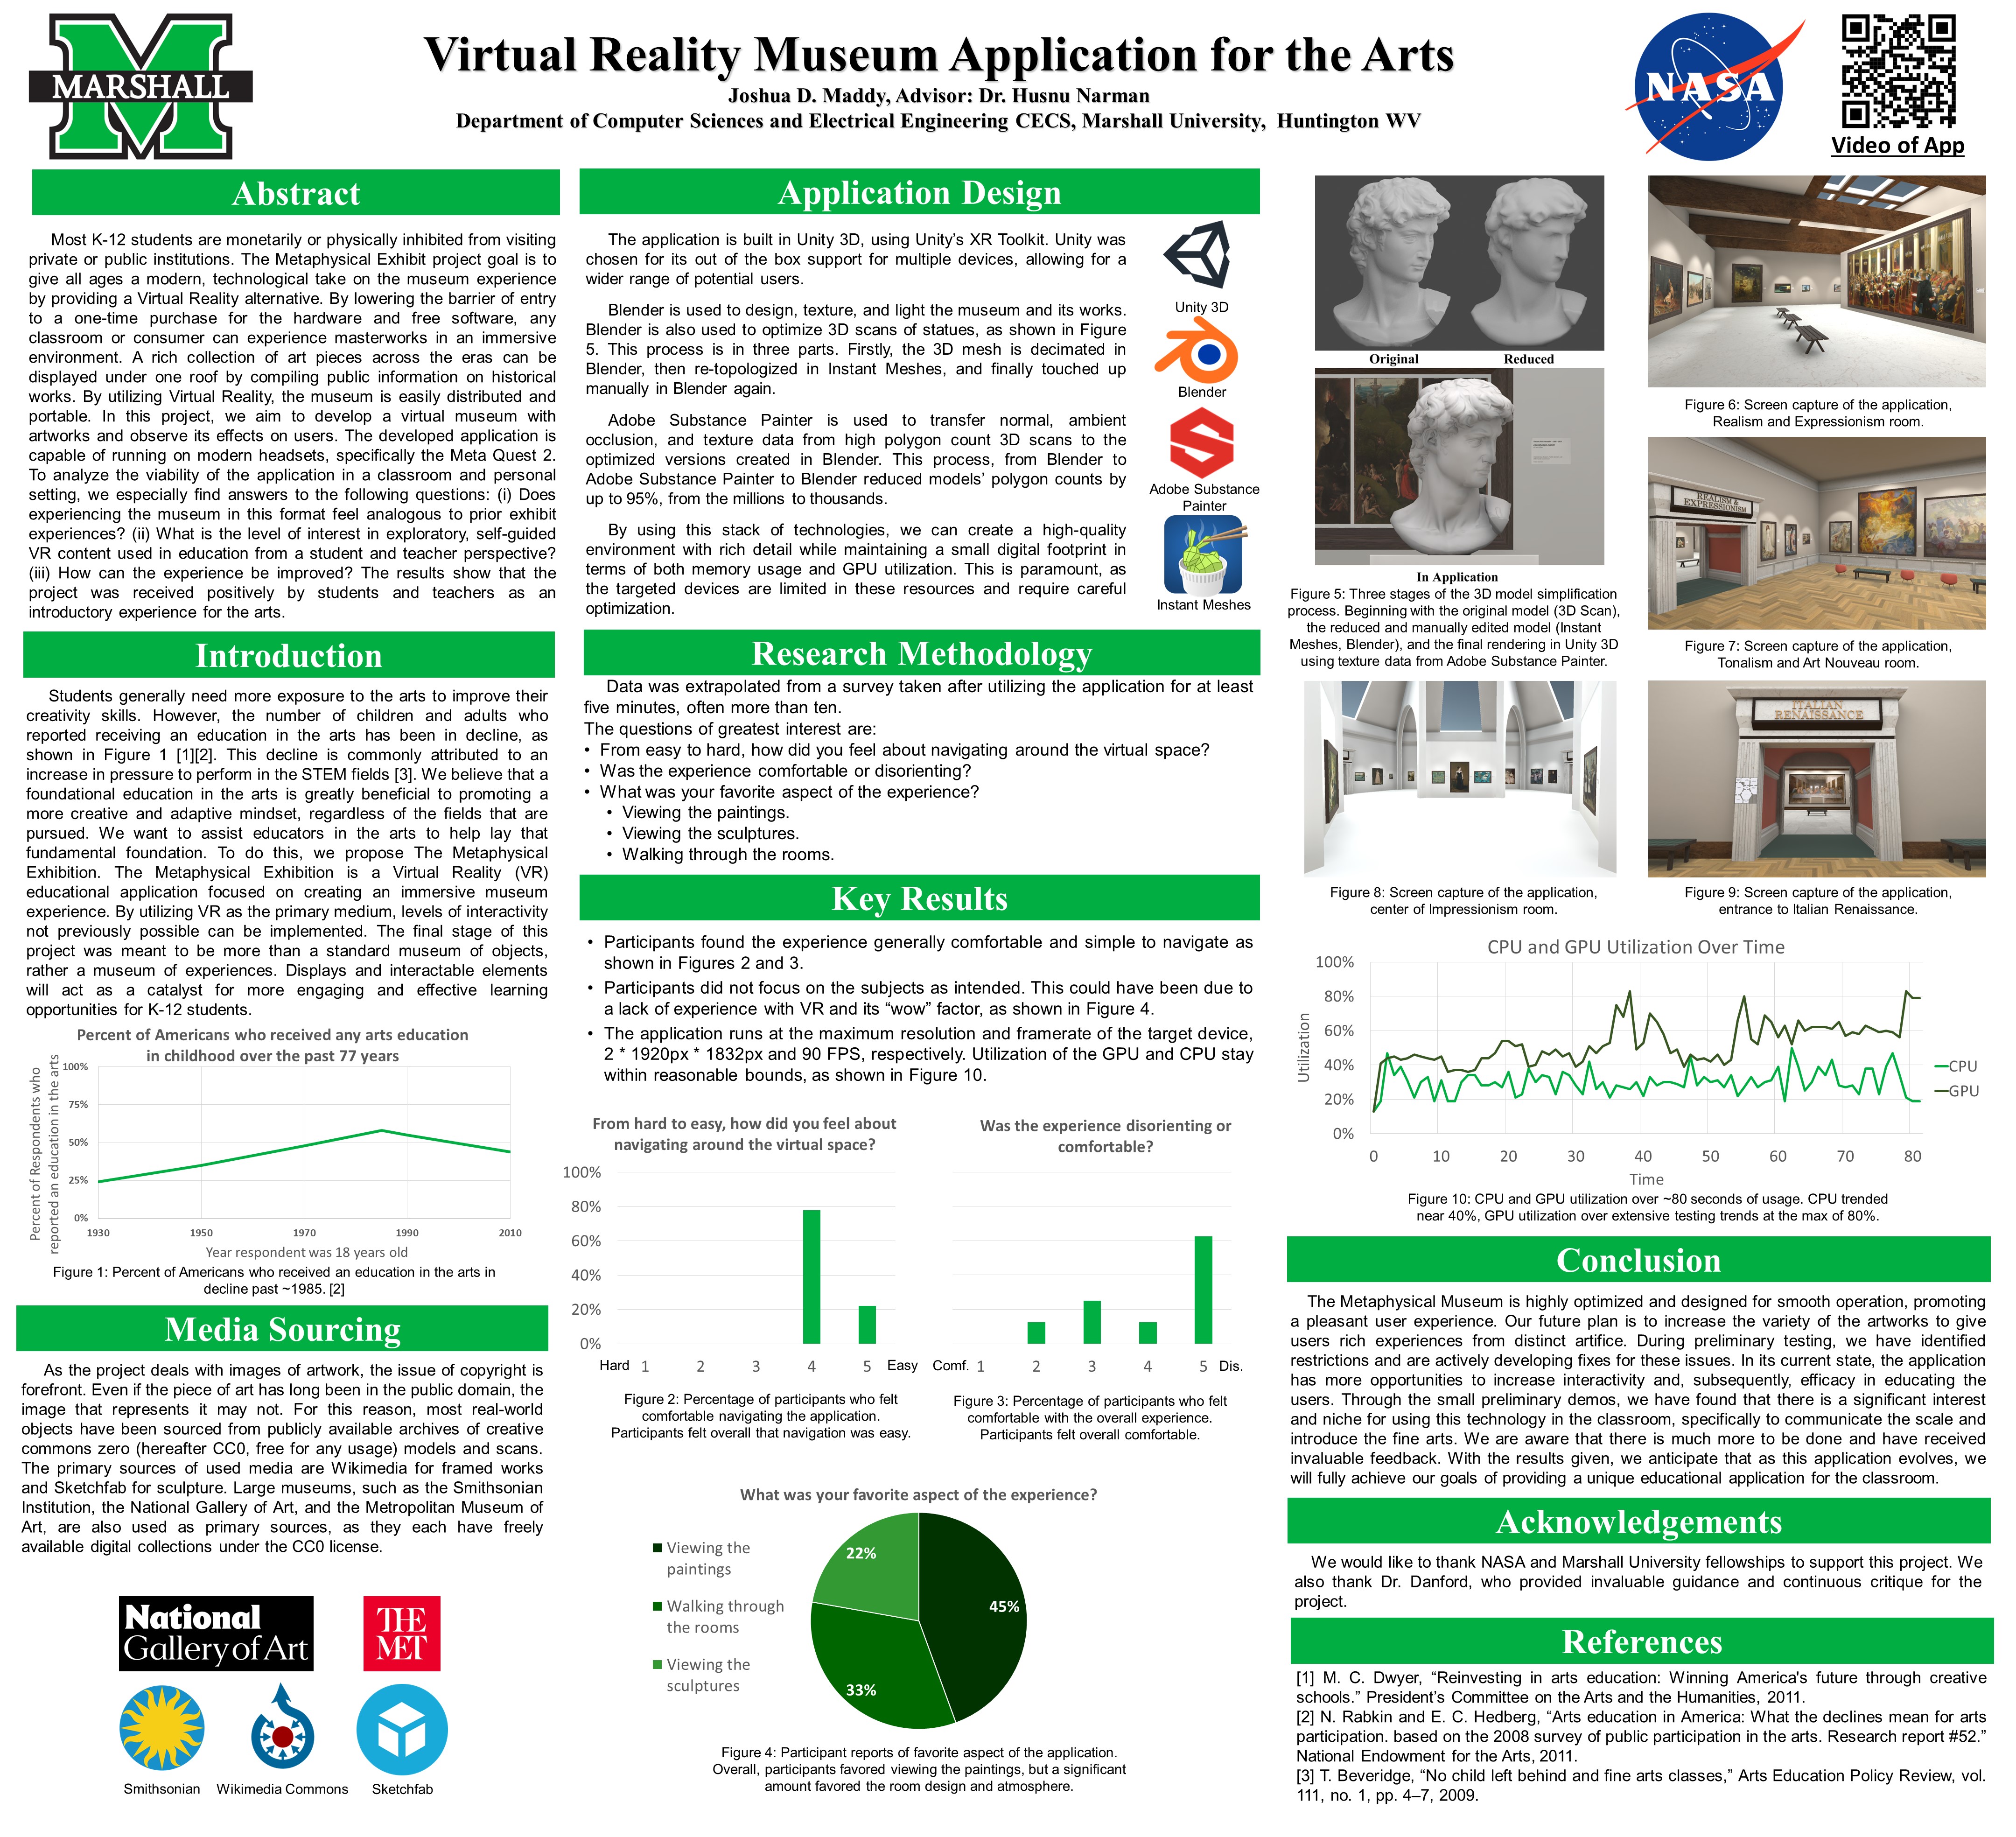 MARSHALL
Virtual Reality Museum Application for the Arts
Joshua D. Maddy, Advisor: Dr. Husnu Narman
Department of Computer Sciences and Electrical Engineering CECS, Marshall University, Huntington WV
NASA
Video of App
Abstract
Most K-12 students are monetarily or physically inhibited from visiting
private or public institutions. The Metaphysical Exhibit project goal is to
give all ages a modern, technological take on the museum experience
by providing a Virtual Reality alternative. By lowering the barrier of entry
to a one-time purchase for the hardware and free software, any
classroom or consumer can experience masterworks in an immersive
environment. A rich collection of art pieces across the eras can be
displayed under one roof by compiling public information on historical
works. By utilizing Virtual Reality, the museum is easily distributed and
portable. In this project, we aim to develop a virtual museum with
artworks and observe its effects on users. The developed application is
capable of running on modern headsets, specifically the Meta Quest 2.
To analyze the viability of the application in a classroom and personal
setting, we especially find answers to the following questions: (i) Does
experiencing the museum in this format feel analogous to prior exhibit
experiences? (ii) What is the level of interest in exploratory, self-guided
VR content used in education from a student and teacher perspective?
(iii) How can the experience be improved? The results show that the
project was received positively by students and teachers as an
introductory experience for the arts.
Introduction
Students generally need more exposure to the arts to improve their
creativity skills. However, the number of children and adults who
reported receiving an education in the arts has been in decline, as
shown in Figure 1 [1][2]. This decline is commonly attributed to an
increase in pressure to perform in the STEM fields [3]. We believe that a
foundational education in the arts is greatly beneficial to promoting a
more creative and adaptive mindset, regardless of the fields that are
pursued. We want to assist educators in the arts to help lay that
fundamental foundation. To do this, we propose The Metaphysical
Exhibition. The Metaphysical Exhibition is a Virtual Reality (VR)
educational application focused on creating an immersive museum
experience. By utilizing VR as the primary medium, levels of interactivity
not previously possible can be implemented. The final stage of this
project was meant to be more than a standard museum of objects,
rather a museum of experiences. Displays and interactable elements
will act as a catalyst for more engaging and effective learning
opportunities for K-12 students.
Percent of Americans who received any arts education
in childhood over the past 77 years
Percent of Respondents who
reported an education in the arts
100%
75%
50%
25%
0%
1930 1950 1970 1990 2010
Year respondent was 18 years old
Figure 1: Percent of Americans who received an education in the arts in
decline past ~1985. [2]
Media Sourcing
As the project deals with images of artwork, the issue of copyright is
forefront. Even if the piece of art has long been in the public domain, the
image that represents it may not. For this reason, most real-world
objects have been sourced from publicly available archives of creative
commons zero (hereafter CC0, free for any usage) models and scans.
The primary sources of used media are Wikimedia for framed works
and Sketchfab for sculpture. Large museums, such as the Smithsonian
Institution, the National Gallery of Art, and the Metropolitan Museum of
Art, are also used as primary sources, as they each have freely
available digital collections under the CC0 license.
National
Gallery of Art
THE
MET
Smithsonian
Wikimedia Commons
Sketchfab
Application Design
The application is built in Unity 3D, using Unity's XR Toolkit. Unity was
chosen for its out of the box support for multiple devices, allowing for a
wider range of potential users.
Blender is used to design, texture, and light the museum and its works.
Blender is also used to optimize 3D scans of statues, as shown in Figure
5. This process is in three parts. Firstly, the 3D mesh is decimated in
Blender, then re-topologized in Instant Meshes, and finally touched up
manually in Blender again.
Adobe Substance Painter is used to transfer normal, ambient
occlusion, and texture data from high polygon count 3D scans to the
optimized versions created in Blender. This process, from Blender to
Adobe Substance Painter to Blender reduced models' polygon counts by
up to 95%, from the millions to thousands.
By using this stack of technologies, we can create a high-quality
environment with rich detail while maintaining a small digital footprint in
terms of both memory usage and GPU utilization. This is paramount, as
the targeted devices are limited in these resources and require careful
optimization.
Unity 3D
Blender
Adobe Substance
Painter
Instant Meshes
Research Methodology
Data was extrapolated from a survey taken after utilizing the application for at least
five minutes, often more than ten.
The questions of greatest interest are:
• From easy to hard, how did you feel about navigating around the virtual space?
• Was the experience comfortable or disorienting?
• What was your favorite aspect of the experience?
• Viewing the paintings.
• Viewing the sculptures.
• Walking through the rooms.
Key Results
• Participants found the experience generally comfortable and simple to navigate as
shown in Figures 2 and 3.
• Participants did not focus on the subjects as intended. This could have been due to
a lack of experience with VR and its “wow” factor, as shown in Figure 4.
• The application runs at the maximum resolution and framerate of the target device,
2 * 1920px * 1832px and 90 FPS, respectively. Utilization of the GPU and CPU stay
within reasonable bounds, as shown in Figure 10.
From hard to easy, how did you feel about
navigating around the virtual space?
100%
80%
60%
40%
20%
0%
Hard 1 2 3 4 5 Easy
Figure 2: Percentage of participants who felt
comfortable navigating the application.
Participants felt overall that navigation was easy.
Was the experience disorienting or
comfortable?
Comf. 1 2 3 4 5 Dis.
Figure 3: Percentage of participants who felt
comfortable with the overall experience.
Participants felt overall comfortable.
What was your favorite aspect of the experience?
Viewing the
paintings
Walking through
the rooms
Viewing the
sculptures
22%
45%
33%
Figure 4: Participant reports of favorite aspect of the application.
Overall, participants favored viewing the paintings, but a significant
amount favored the room design and atmosphere.
Original
Reduced
In Application
Figure 5: Three stages of the 3D model simplification
process. Beginning with the original model (3D Scan),
the reduced and manually edited model (Instant
Meshes, Blender), and the final rendering in Unity 3D
using texture data from Adobe Substance Painter.
Figure 6: Screen capture of the application,
Realism and Expressionism room.
REALISM &
EXPRESSIONISM
Figure 7: Screen capture of the application,
Tonalism and Art Nouveau room.
Figure 8: Screen capture of the application,
center of Impressionism room.
ITALIAN
RENAISSANCE
Figure 9: Screen capture of the application,
entrance to Italian Renaissance.
CPU and GPU Utilization Over Time
Utilization
100%
80%
60%
40%
20%
0%
0 10 20 30 40 50 60 70 80
Time
CPU
GPU
Figure 10: CPU and GPU utilization over ~80 seconds of usage. CPU trended
near 40%, GPU utilization over extensive testing trends at the max of 80%.
Conclusion
The Metaphysical Museum is highly optimized and designed for smooth operation, promoting
a pleasant user experience. Our future plan is to increase the variety of the artworks to give
users rich experiences from distinct artifice. During preliminary testing, we have identified
restrictions and are actively developing fixes for these issues. In its current state, the application
has more opportunities to increase interactivity and, subsequently, efficacy in educating the
users. Through the small preliminary demos, we have found that there is a significant interest
and niche for using this technology in the classroom, specifically to communicate the scale and
introduce the fine arts. We are aware that there is much more to be done and have received
invaluable feedback. With the results given, we anticipate that as this application evolves, we
will fully achieve our goals of providing a unique educational application for the classroom.
Acknowledgements
We would like to thank NASA and Marshall University fellowships to support this project. We
also thank Dr. Danford, who provided invaluable guidance and continuous critique for the
project.
References
[1] M. C. Dwyer, “Reinvesting in arts education: Winning America's future through creative
schools.” President’s Committee on the Arts and the Humanities, 2011.
[2] N. Rabkin and E. C. Hedberg, “Arts education in America: What the declines mean for arts
participation. based on the 2008 survey of public participation in the arts. Research report #52.”
National Endowment for the Arts, 2011.
[3] T. Beveridge, “No child left behind and fine arts classes,” Arts Education Policy Review, vol.
111, no. 1, pp. 4–7, 2009.